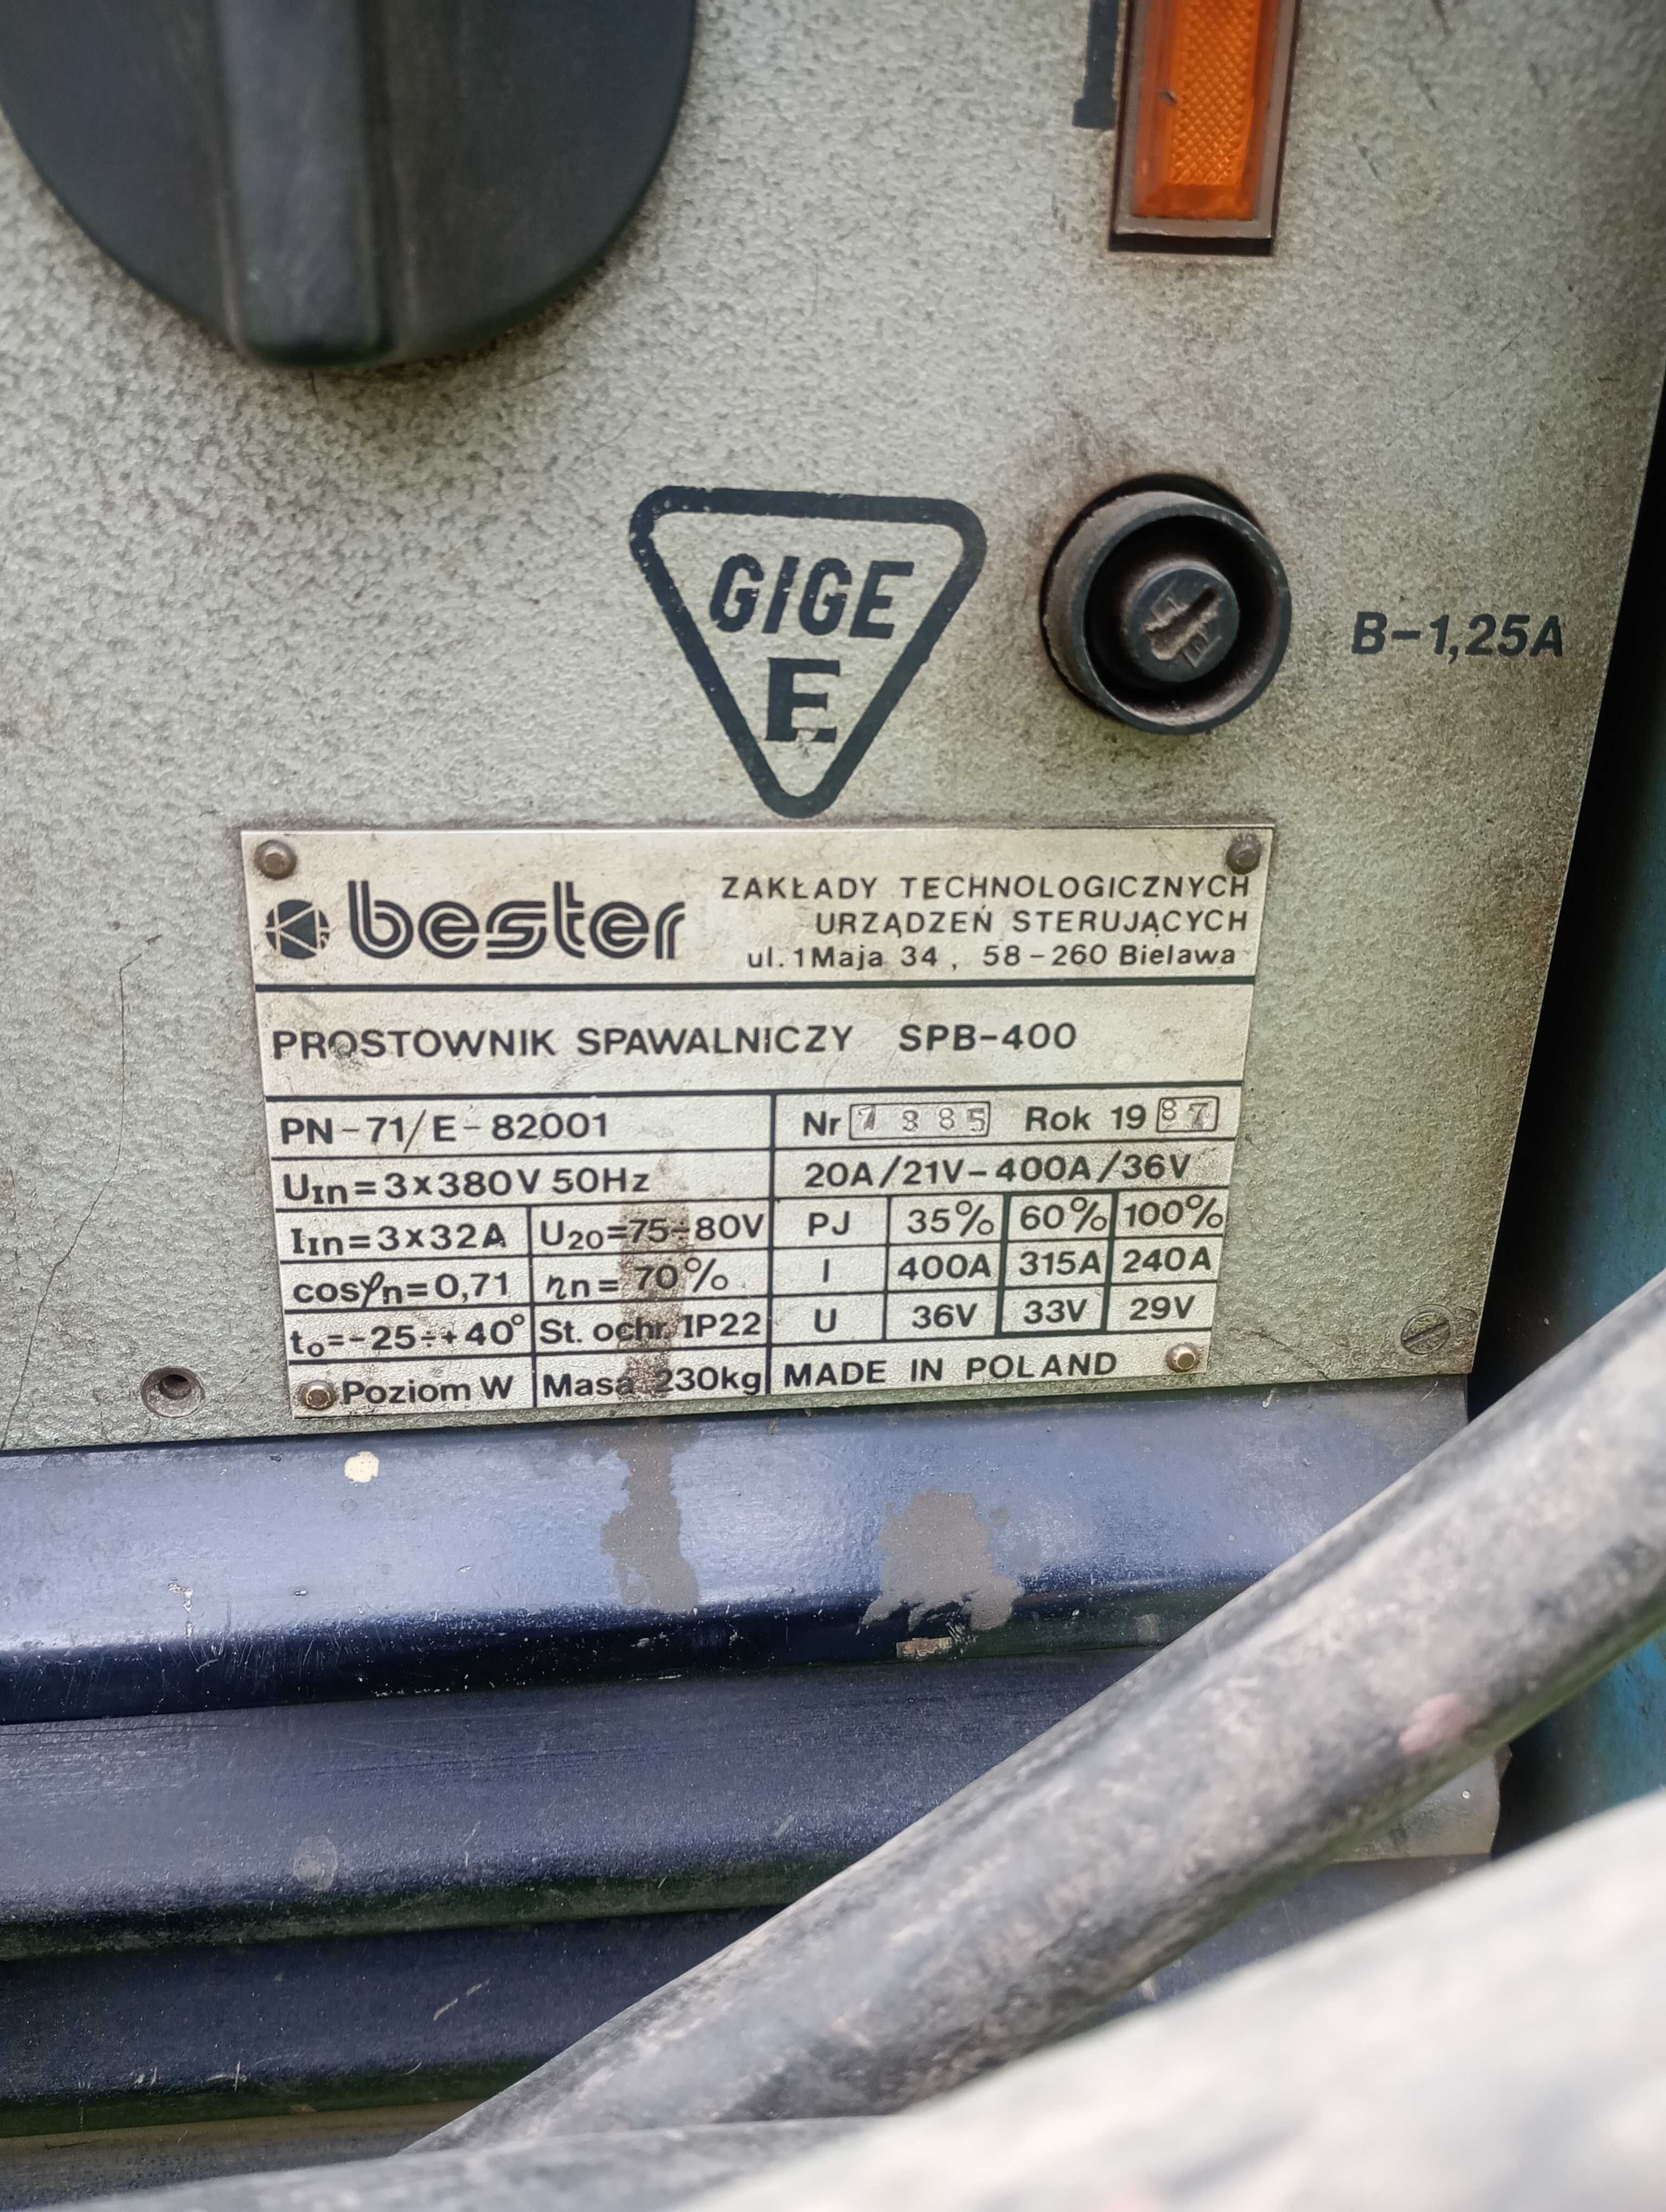 GIGE
E
B-1,25A
bester
ZAKŁADY TECHNOLOGICZNYCH
URZĄDZEŃ STERUJĄCYCH
ul. 1 Maja 34, 58-260 Bielawa
PROSTOWNIK SPAWALNICZY SPB-400
PN-71/E-82001 Nr 7385 Rok 1987
UIn=3x380V 50Hz 20A/21V-400A/36V
IIn=3x32A U20=75÷80V PJ 35% 60% 100%
cosφn=0,71 ηn=70% I 400A 315A 240A
to=-25÷+40° St. ochr. IP22 U 36V 33V 29V
Poziom W Masa 230kg MADE IN POLAND